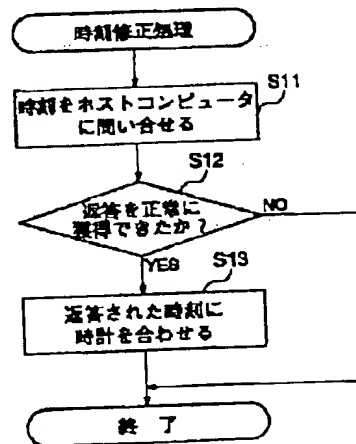 時刻修正処理
S11
時刻をホストコンピュータ
に問い合せる
S12
返答を正常に
獲得できたか?
NO
YES
S13
返答された時刻に
時計を合わせる
終 了